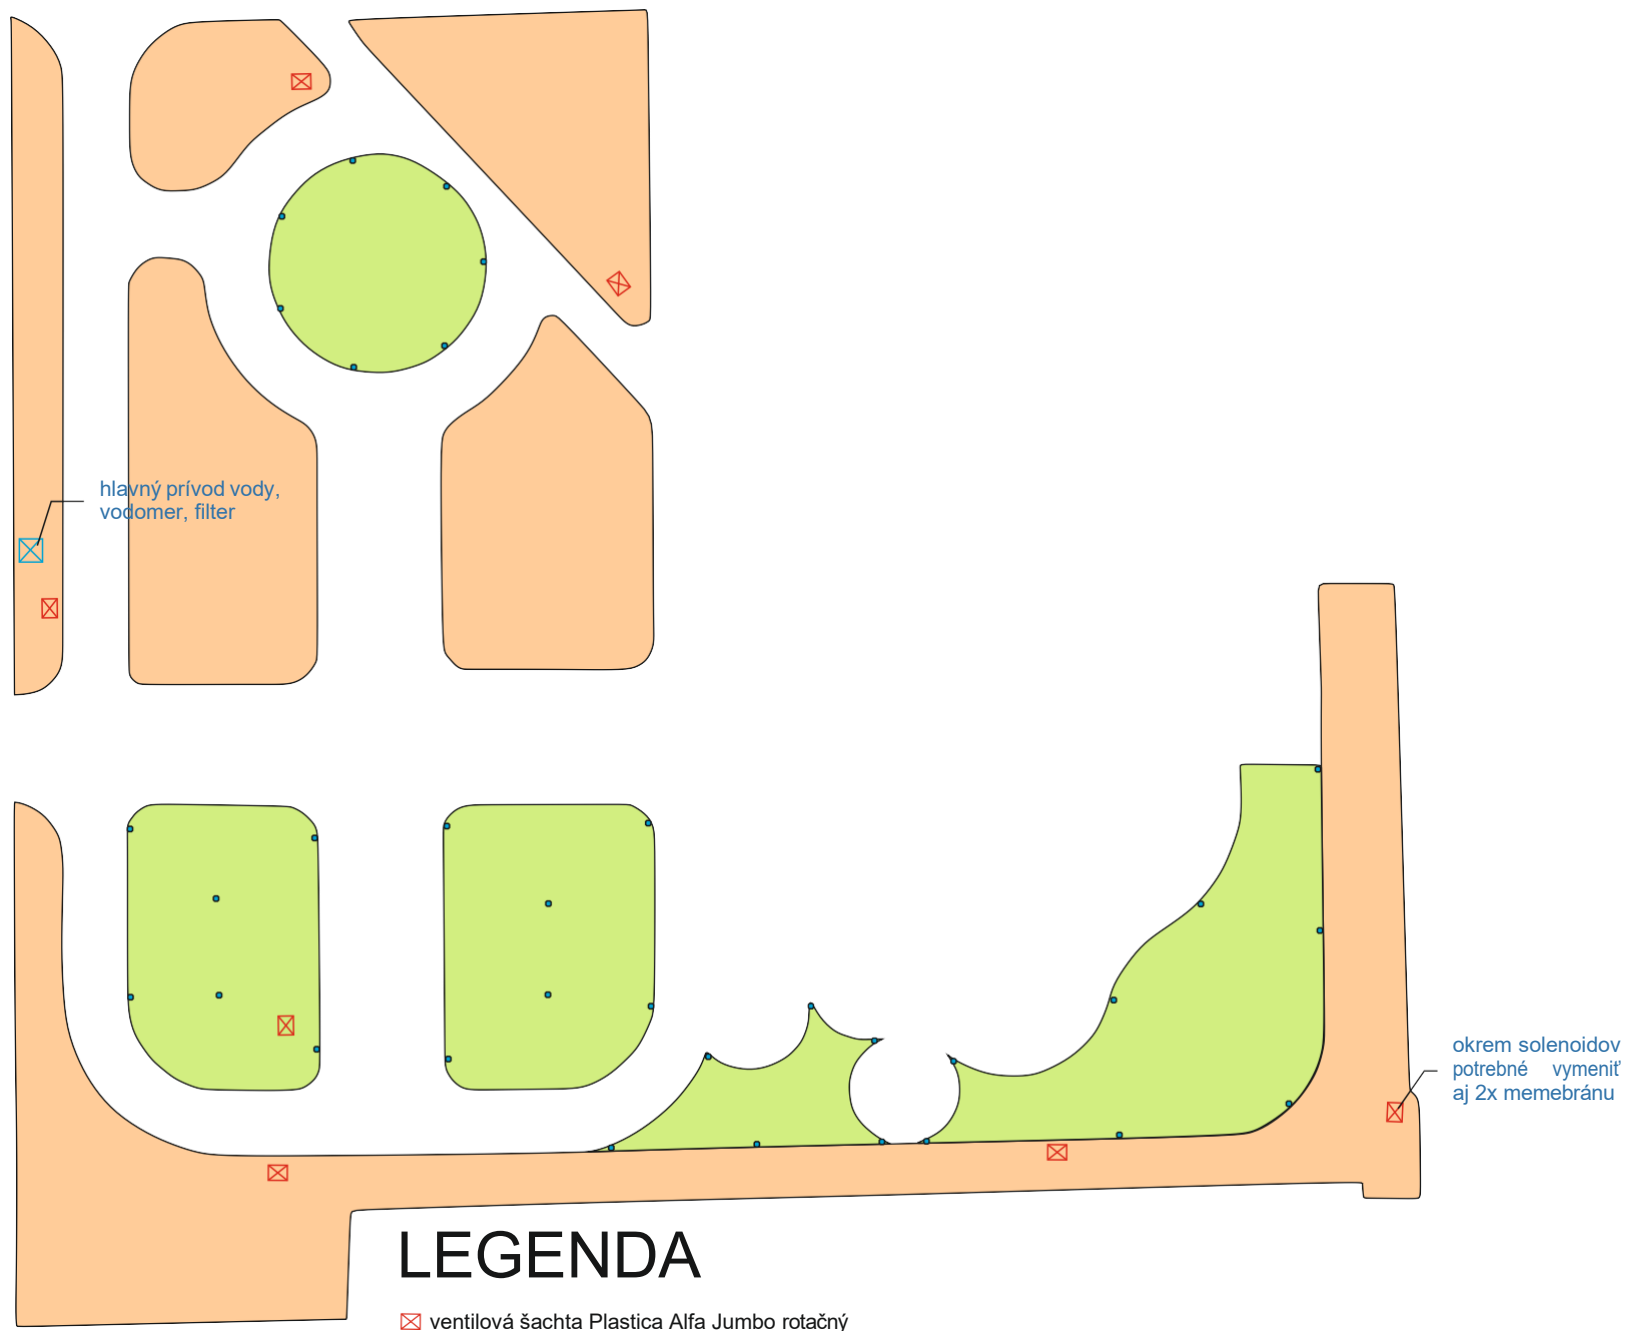 hlavný prívod vody,
vodomer, filter
okrem solenoidov
potrebné vymeniť
aj 2x memebránu
LEGENDA
ventilová šachta Plastica Alfa Jumbo rotačný